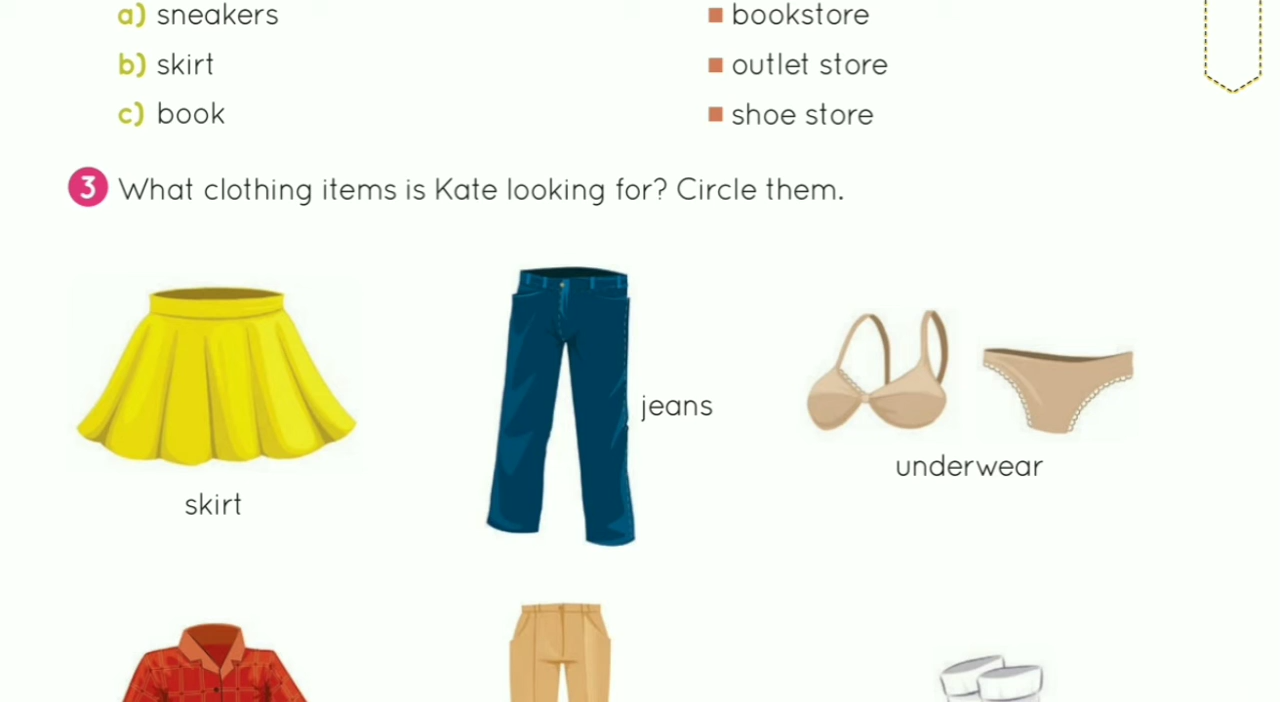 a) sneakers
bookstore
b) skirt
outlet store
c) book
shoe store
3 What clothing items is Kate looking for? Circle them.
jeans
underwear
skirt